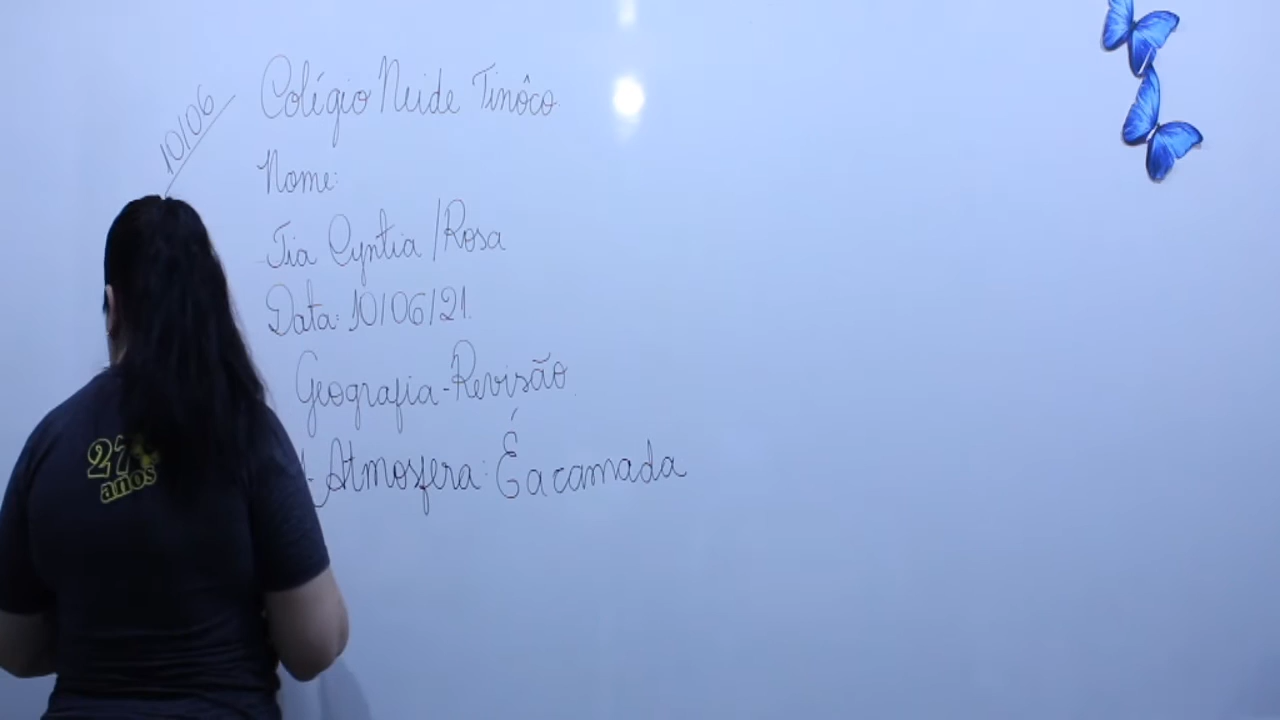 10/06
Colégio Neide Tinôco
Nome:
Tia Cyntia/Rosa
Data: 10/06/21.
Geografia-Revisão.
- Atmosfera: É a camada
27
anos